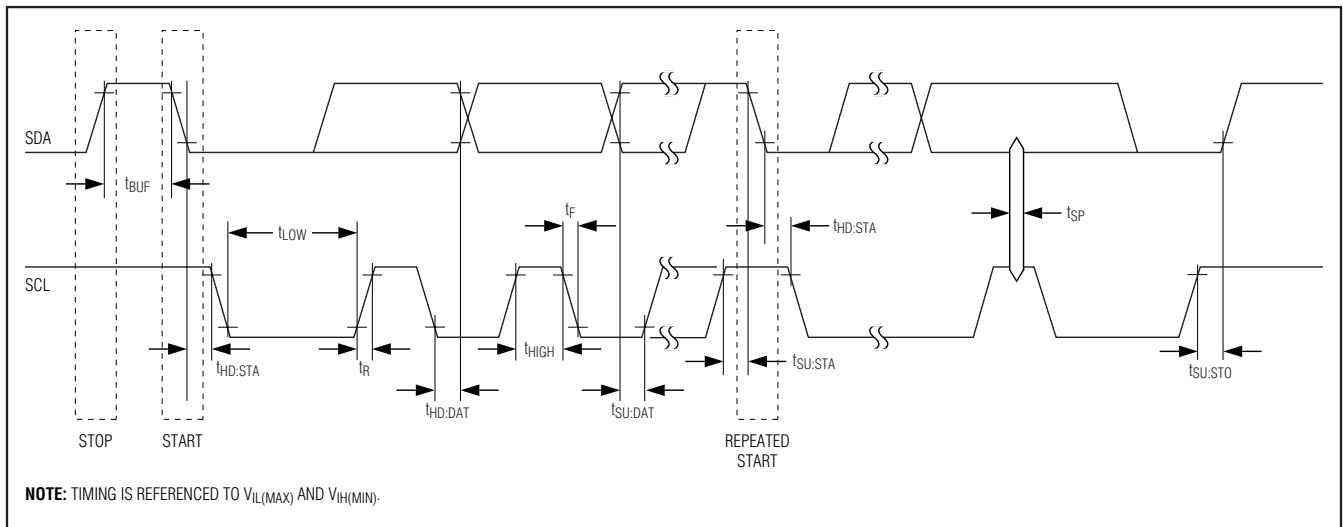 SDA
tBUF
tLOW
tF
tHD:STA
tSP
SCL
tHD:STA
tR
tHIGH
tHD:DAT
tSU:DAT
tSU:STA
tSU:STO
STOP
START
REPEATED
START
NOTE: TIMING IS REFERENCED TO VIL(MAX) AND VIH(MIN).